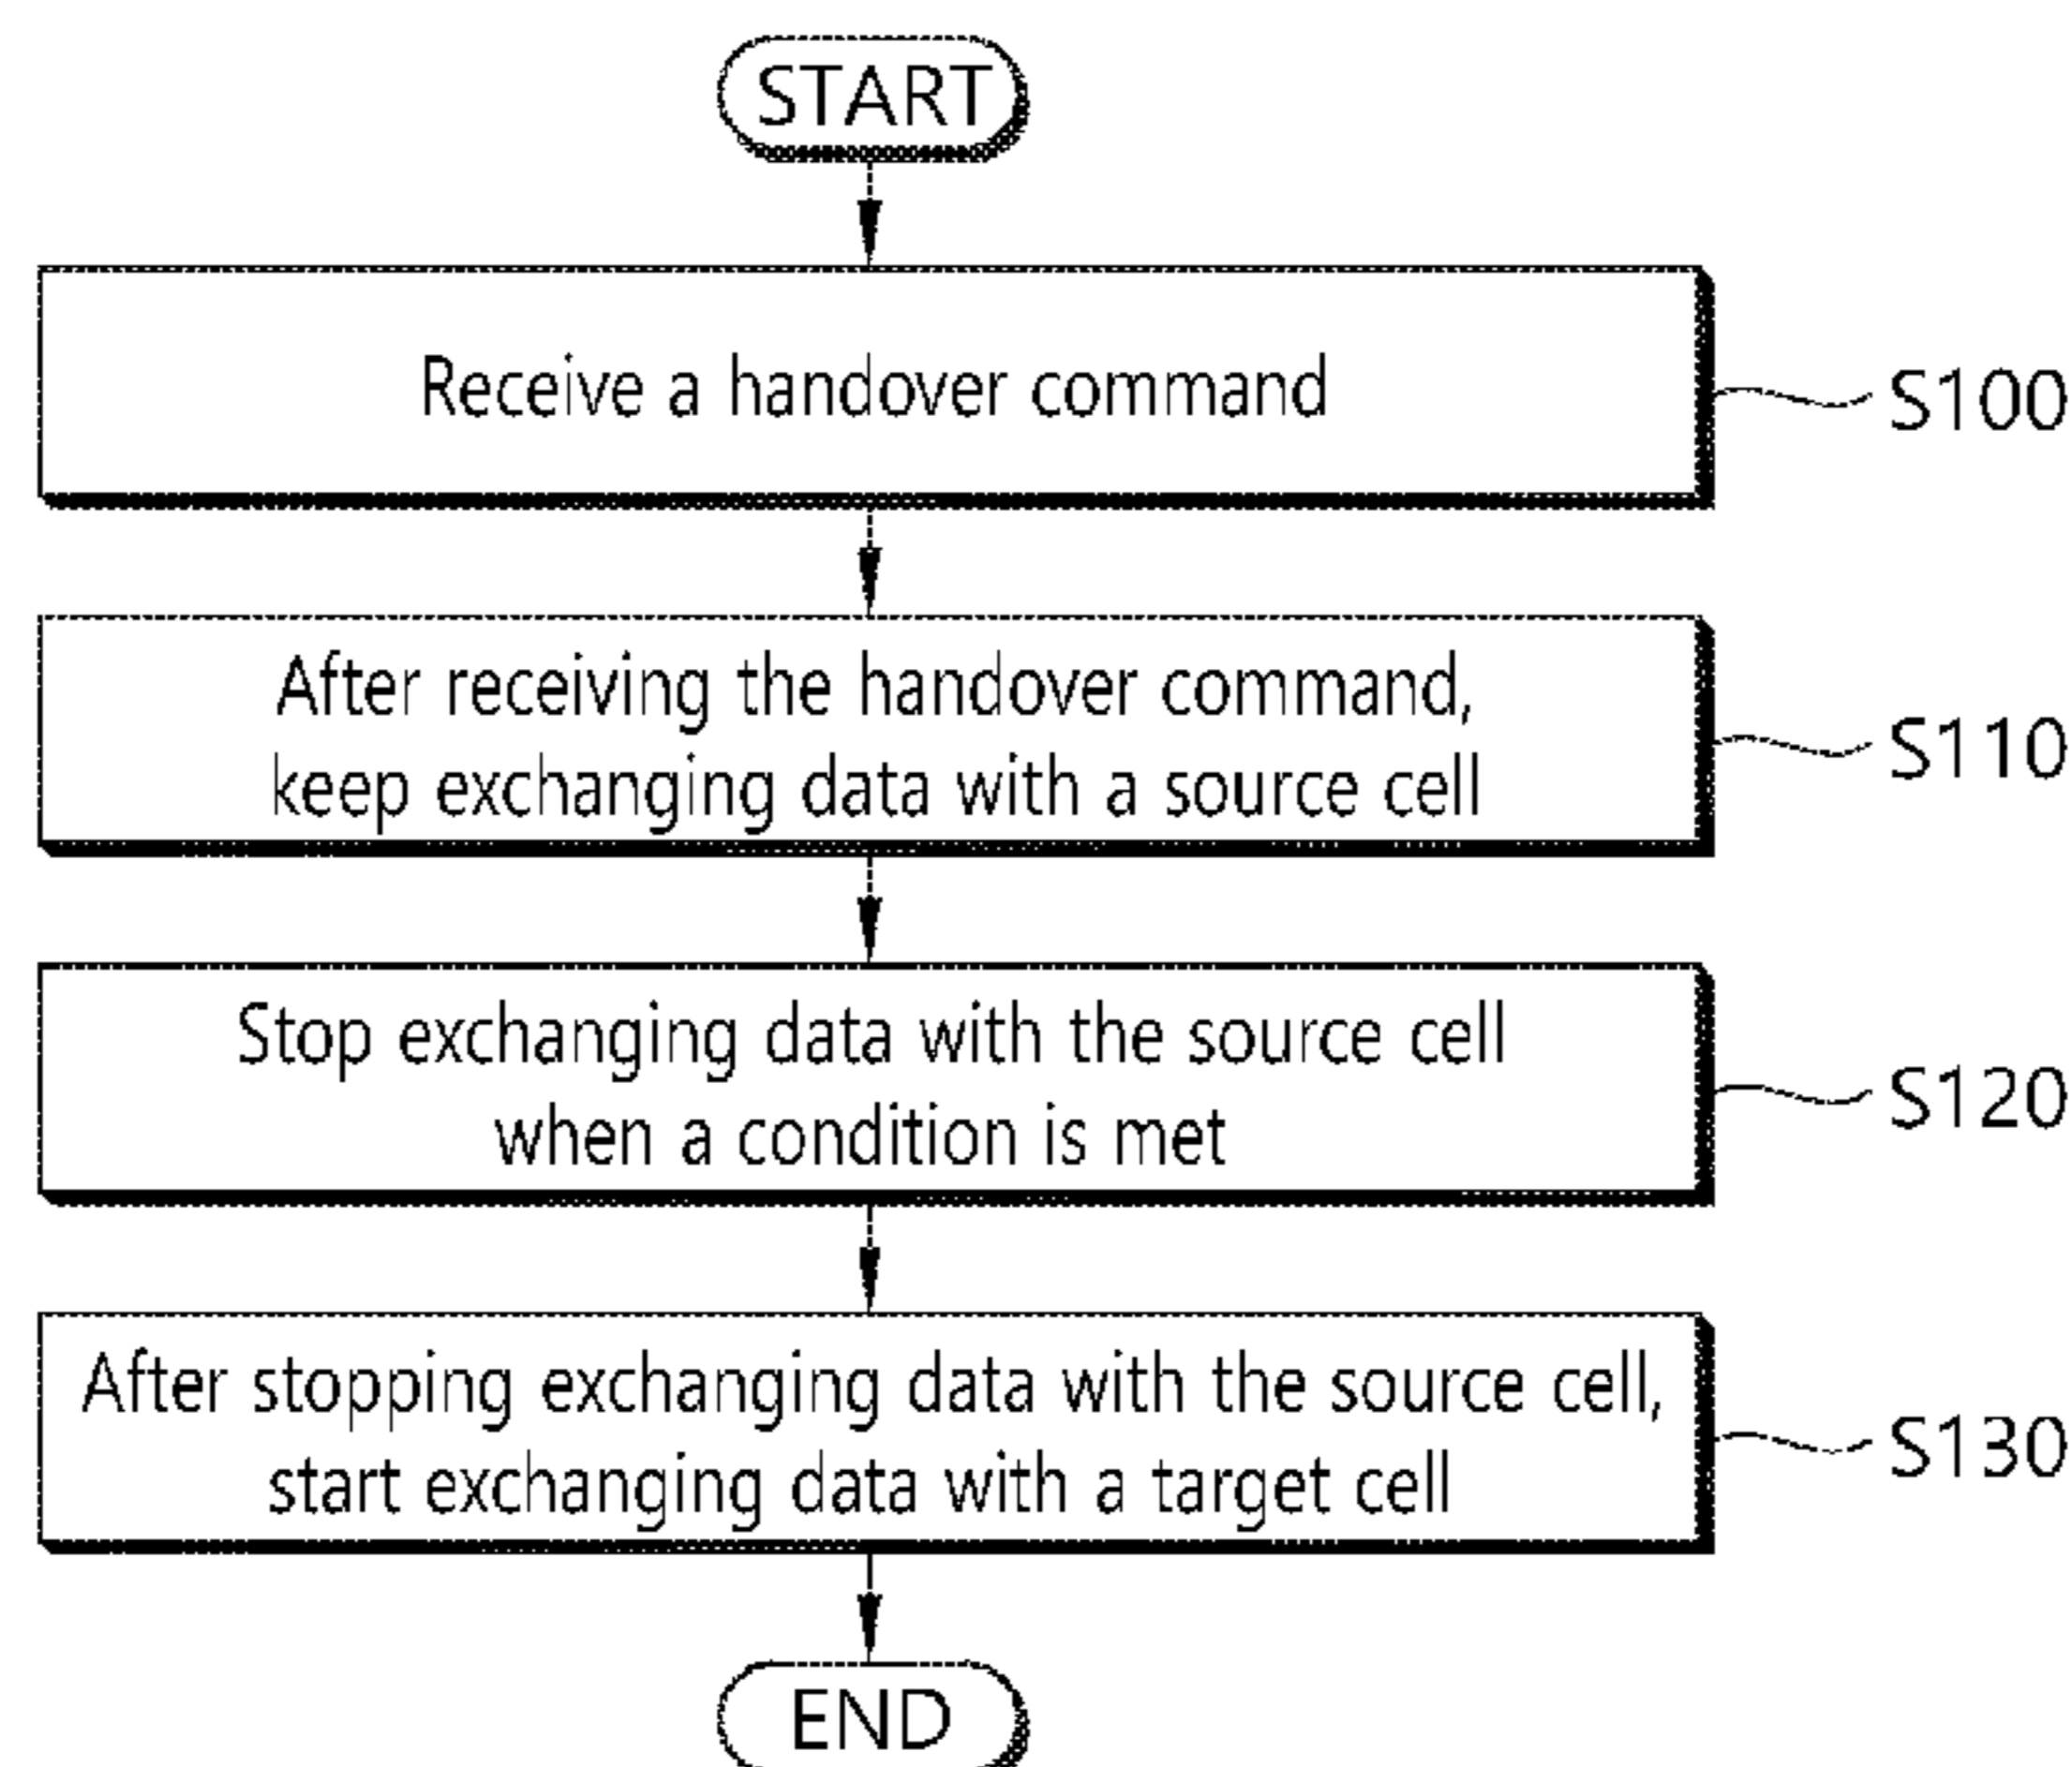 START
Receive a handover command
S100
After receiving the handover command,
keep exchanging data with a source cell
S110
Stop exchanging data with the source cell
when a condition is met
S120
After stopping exchanging data with the source cell,
start exchanging data with a target cell
S130
END